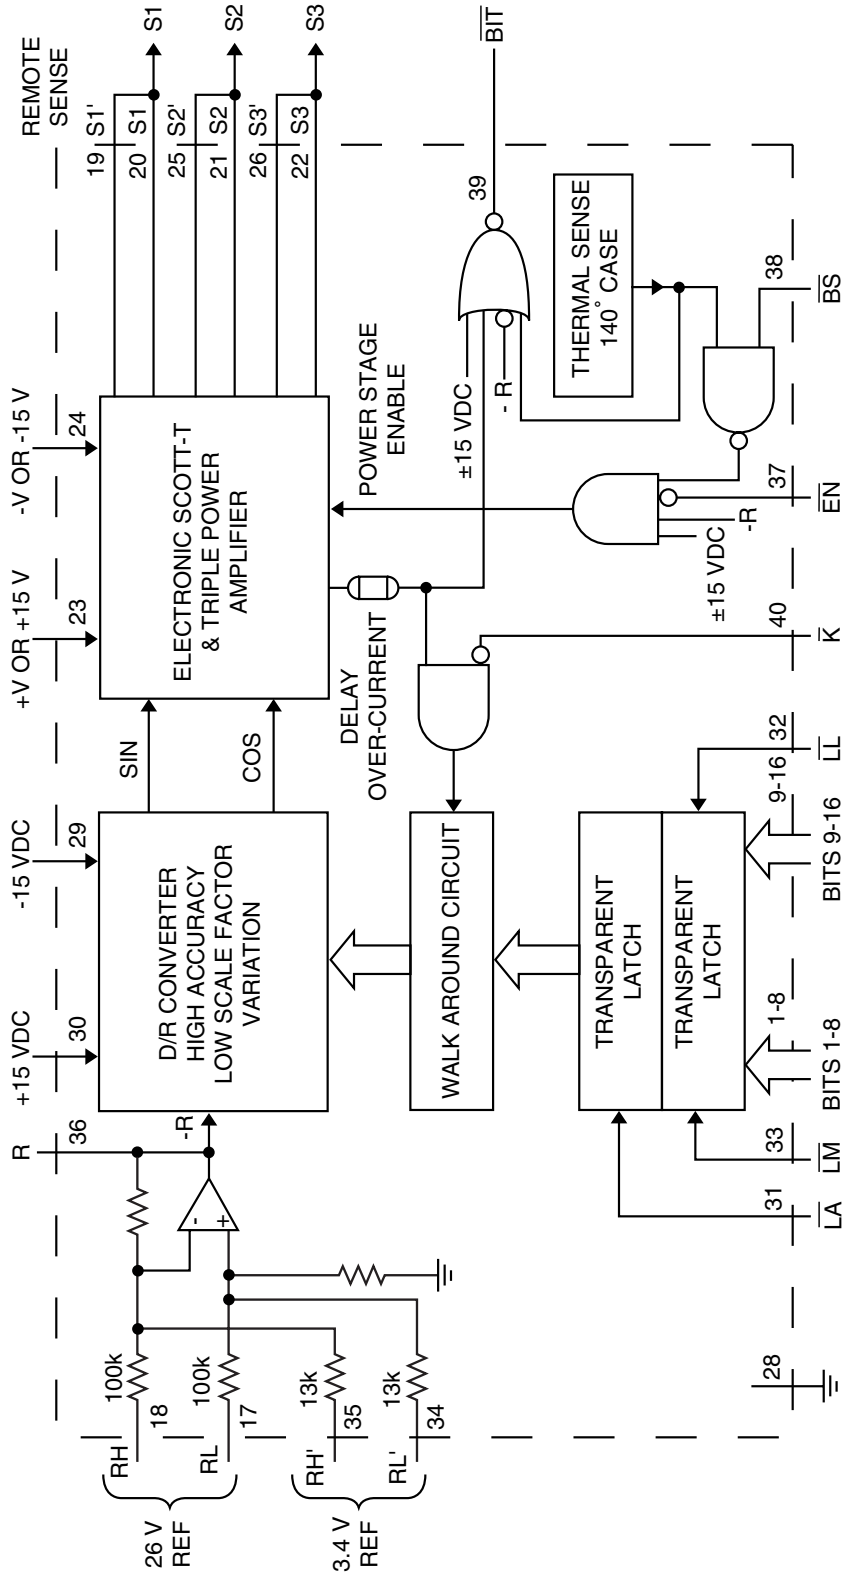 26 V
REF
3.4 V
REF
RH
RL
RH'
RL'
18
17
35
34
100k
100k
13k
13k
R
36
-
+
-R
+15 VDC
30
-15 VDC
29
D/R CONVERTER
HIGH ACCURACY
LOW SCALE FACTOR
VARIATION
SIN
COS
+V OR +15 V
23
-V OR -15 V
24
ELECTRONIC SCOTT-T
& TRIPLE POWER
AMPLIFIER
REMOTE
SENSE
19
S1'
20
S1
S1
25
S2'
21
S2
S2
26
S3'
22
S3
S3
DELAY
OVER-CURRENT
POWER STAGE
ENABLE
WALK AROUND CIRCUIT
±15 VDC
- R
39
BIT
THERMAL SENSE
140° CASE
±15 VDC
-R
TRANSPARENT
LATCH
TRANSPARENT
LATCH
28
31
LA
33
LM
1-8
BITS 1-8
9-16
BITS 9-16
32
LL
40
K
37
EN
38
BS